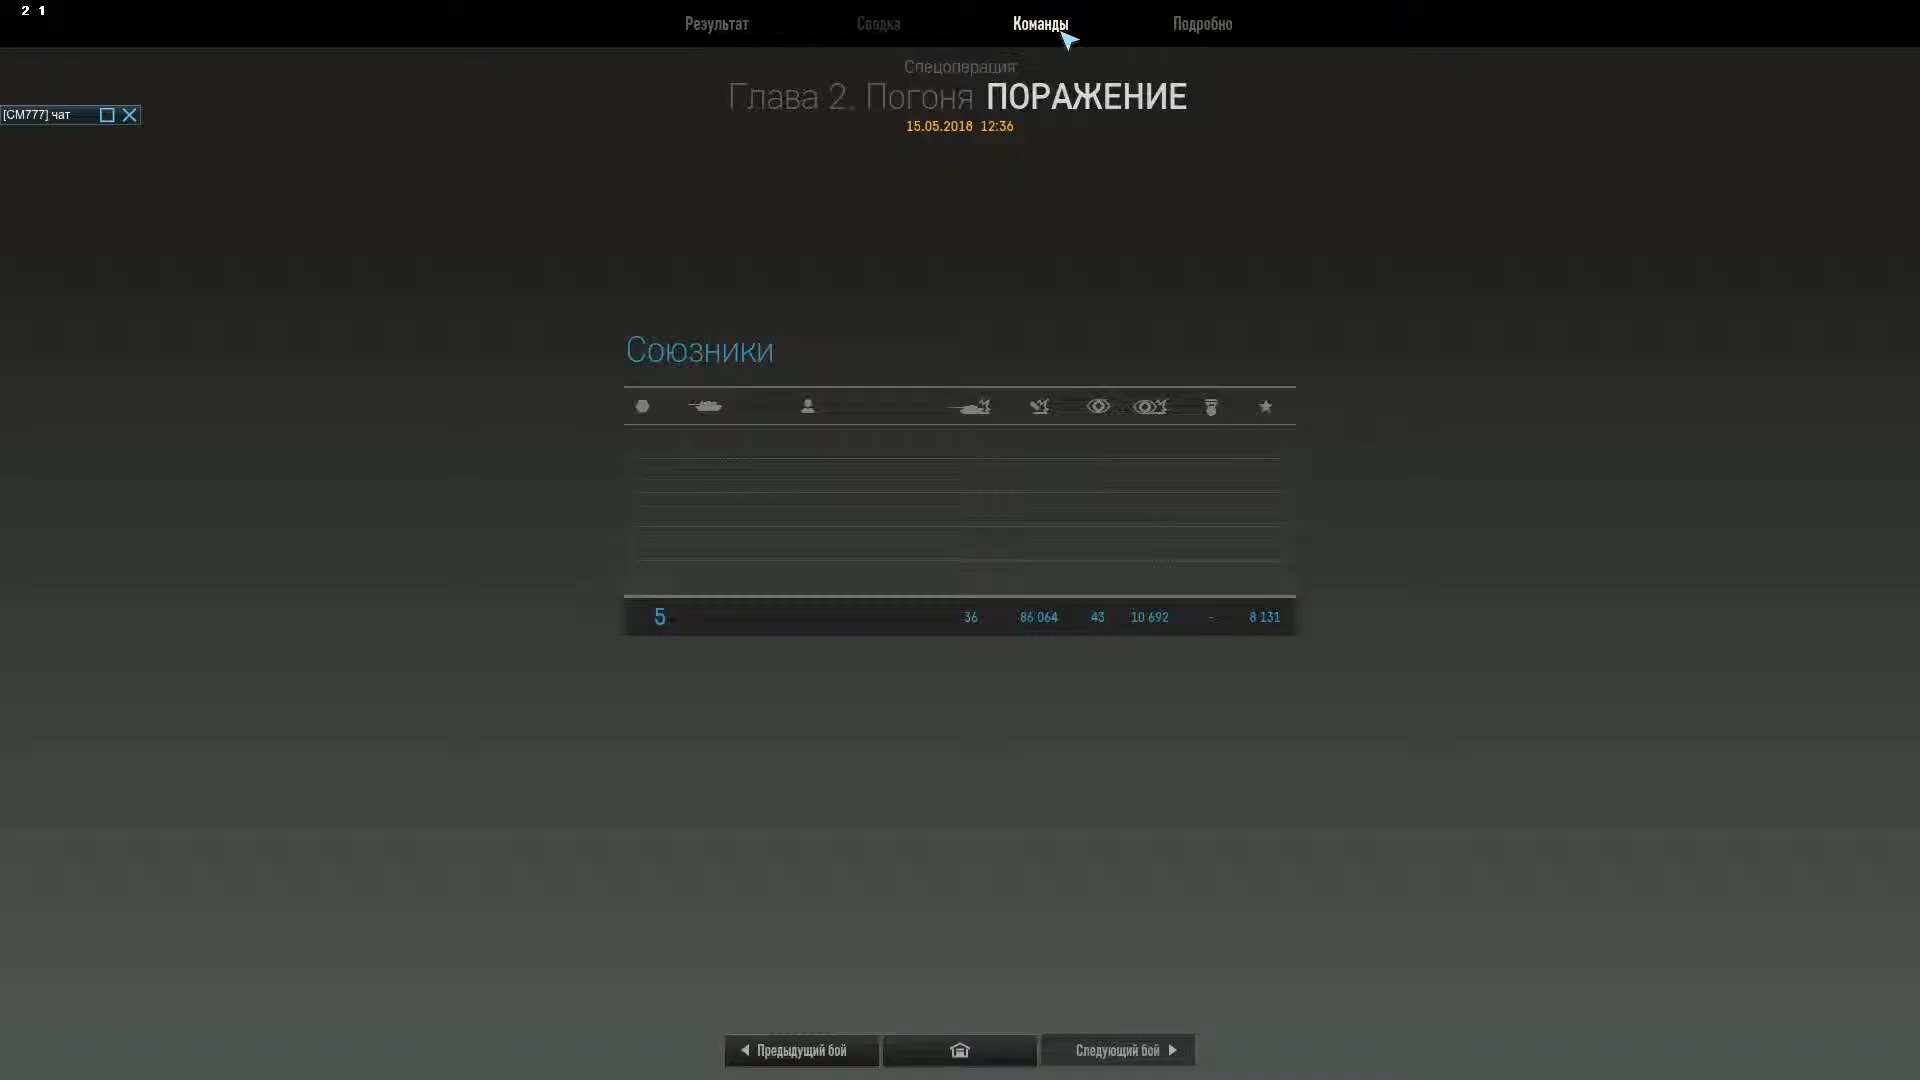 2 1
Результат Сводка Команды Подробно
Спецоперация
Глава 2. Погоня ПОРАЖЕНИЕ
[CM777] чат
15.05.2018 12:36
Союзники
5 36 86 064 43 10 692 - 8 131
Предыдущий бой Следующий бой